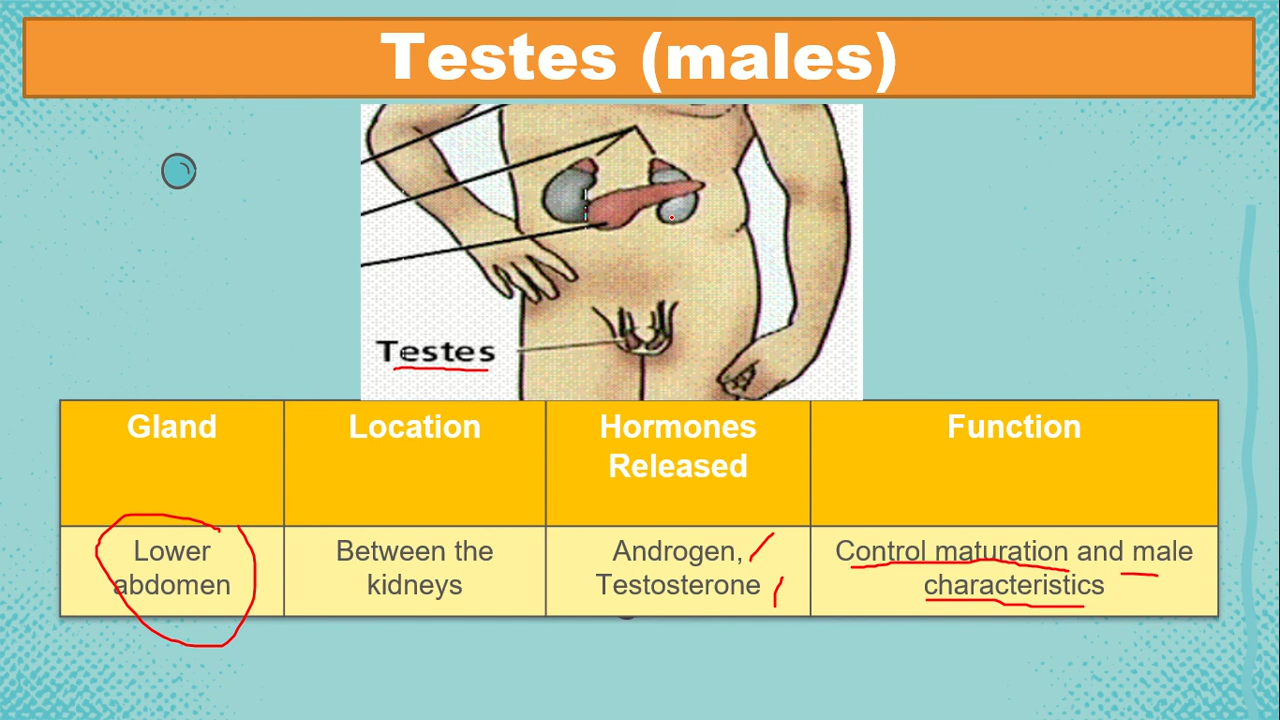 Testes (males)
Testes
Gland
Location
Hormones
Released
Function
Lower
abdomen
Between the
kidneys
Androgen,
Testosterone
Control maturation and male
characteristics